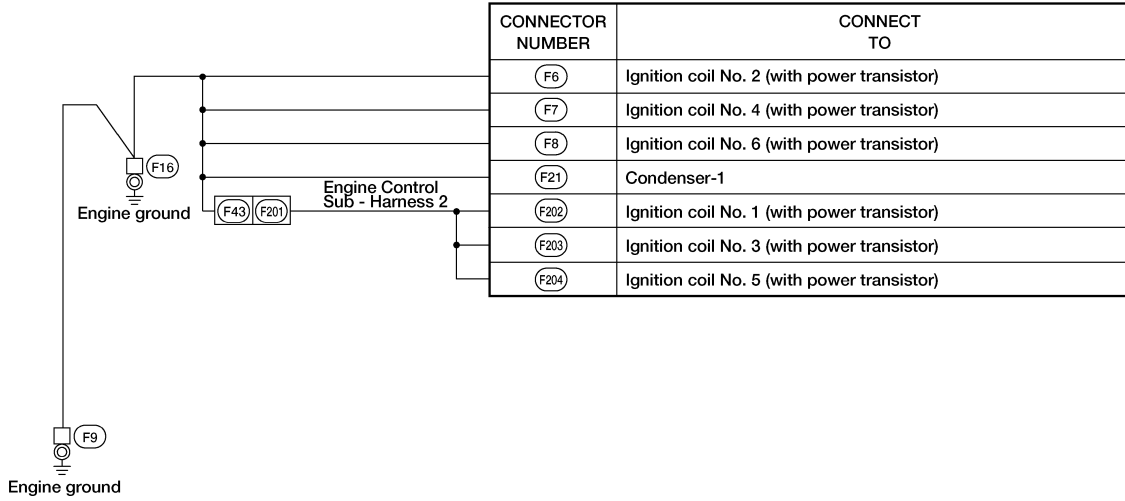 CONNECTOR NUMBER CONNECT TO
F6 Ignition coil No. 2 (with power transistor)
F7 Ignition coil No. 4 (with power transistor)
F8 Ignition coil No. 6 (with power transistor)
F21 Condenser-1
F202 Ignition coil No. 1 (with power transistor)
F203 Ignition coil No. 3 (with power transistor)
F204 Ignition coil No. 5 (with power transistor)
F16
Engine ground
Engine Control
Sub - Harness 2
F43 F201
F9
Engine ground